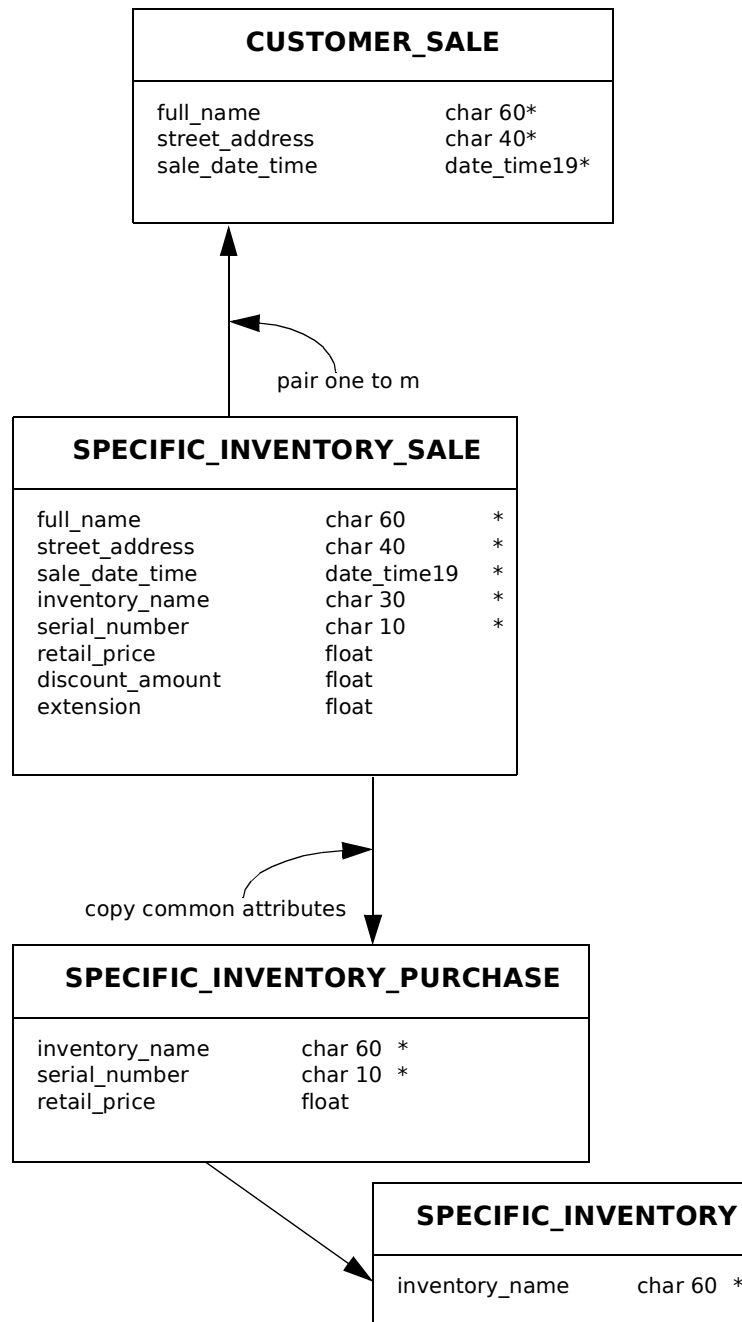 CUSTOMER_SALE
full_name char 60*
street_address char 40*
sale_date_time date_time19*
pair one to m
SPECIFIC_INVENTORY_SALE
full_name char 60 *
street_address char 40 *
sale_date_time date_time19 *
inventory_name char 30 *
serial_number char 10 *
retail_price float
discount_amount float
extension float
copy common attributes
SPECIFIC_INVENTORY_PURCHASE
inventory_name char 60 *
serial_number char 10 *
retail_price float
SPECIFIC_INVENTORY
inventory_name char 60 *